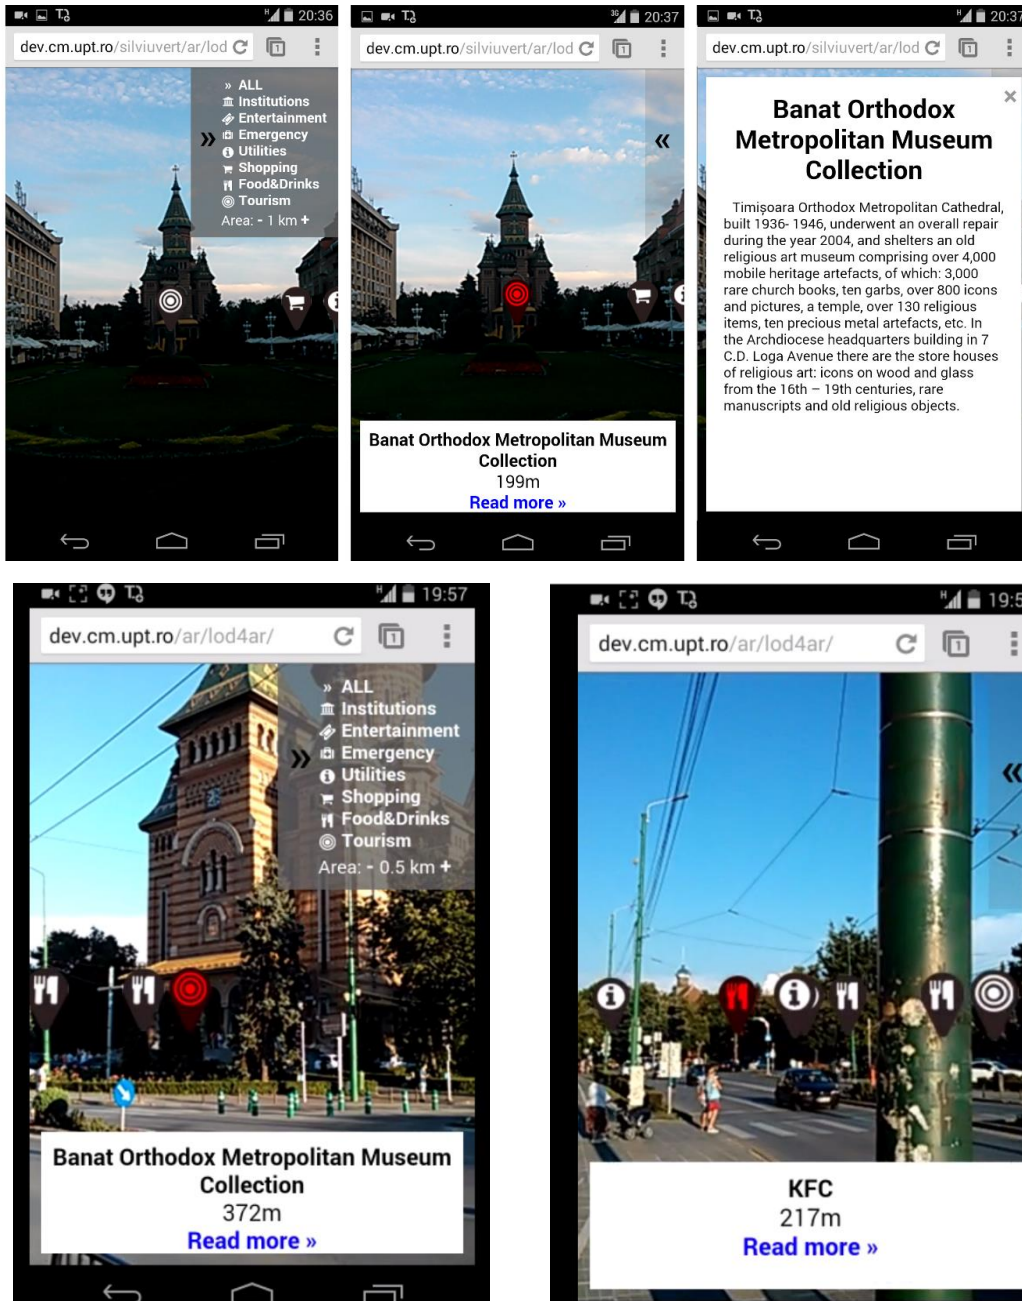 20:36
dev.cm.upt.ro/silviuvert/ar/lod
1
» ALL
Institutions
Entertainment
Emergency
Utilities
Shopping
Food&Drinks
Tourism
Area: - 1 km +
3G 20:37
dev.cm.upt.ro/silviuvert/ar/lod
1
Banat Orthodox Metropolitan Museum
Collection
199m
Read more »
H 20:37
dev.cm.upt.ro/silviuvert/ar/lod
1
Banat Orthodox
Metropolitan Museum
Collection
Timișoara Orthodox Metropolitan Cathedral,
built 1936- 1946, underwent an overall repair
during the year 2004, and shelters an old
religious art museum comprising over 4,000
mobile heritage artefacts, of which: 3,000
rare church books, ten garbs, over 800 icons
and pictures, a temple, over 130 religious
items, ten precious metal artefacts, etc. In
the Archdiocese headquarters building in 7
C.D. Loga Avenue there are the store houses
of religious art: icons on wood and glass
from the 16th – 19th centuries, rare
manuscripts and old religious objects.
H 19:57
dev.cm.upt.ro/ar/lod4ar/
1
» ALL
Institutions
Entertainment
Emergency
Utilities
Shopping
Food&Drinks
Tourism
Area: - 0.5 km +
Banat Orthodox Metropolitan Museum
Collection
372m
Read more »
H 19:5
dev.cm.upt.ro/ar/lod4ar/
1
KFC
217m
Read more »